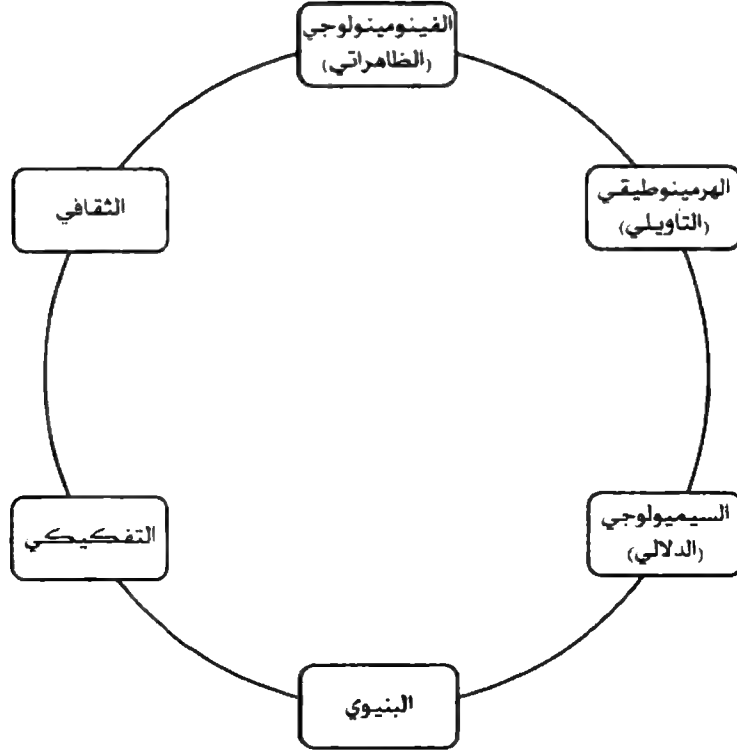 الفينومينولوجي
(الظاهراتي)
الهرمينوطيقي
(التأويلي)
السيميولوجي
(الدلالي)
البنيوي
التفكيكي
الثقافي